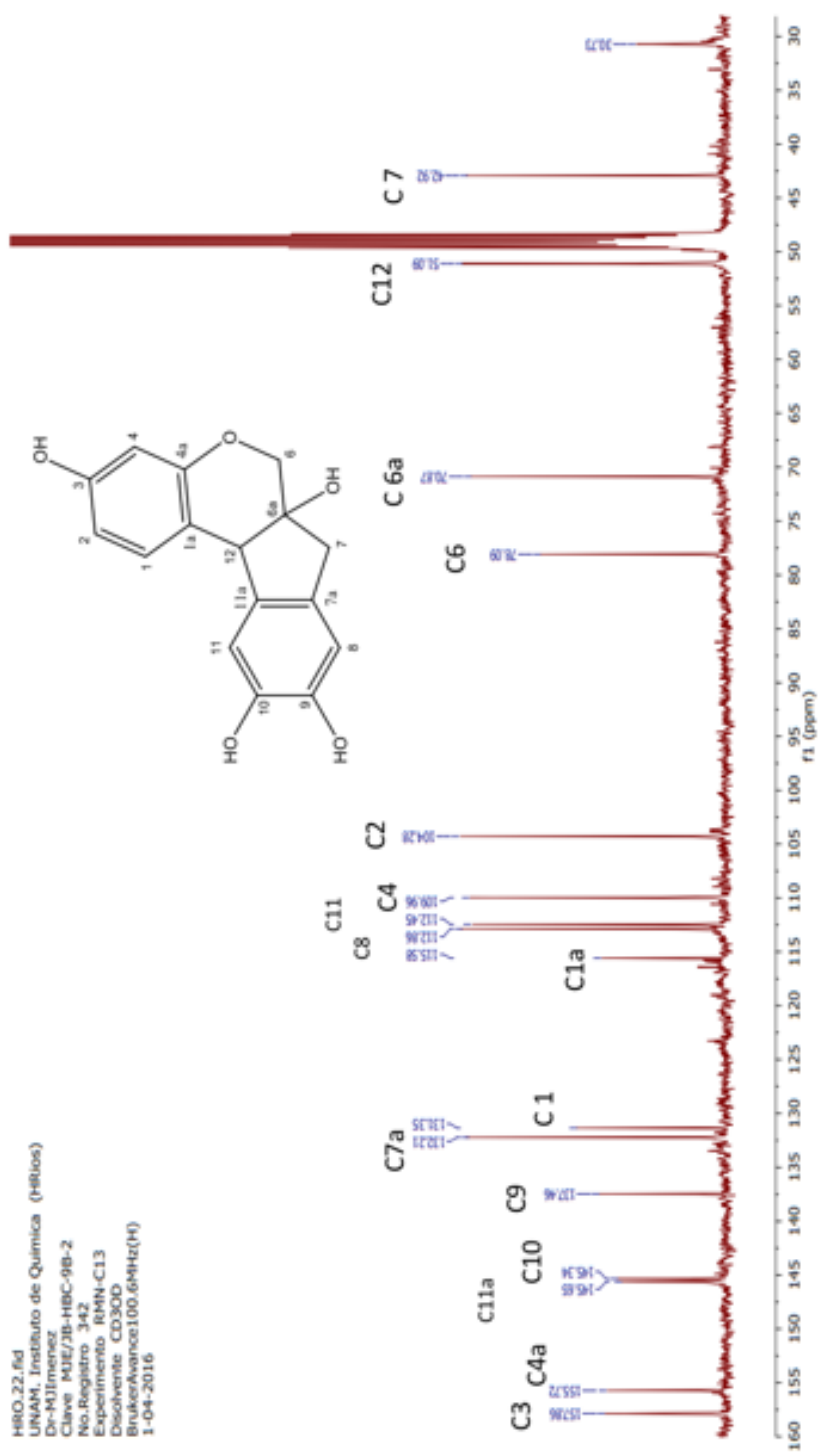 HRO.22.fid
UNAM. Instituto de Química (HRios)
Dr-MJImenez
Clave MJE/JB-HBC-9B-2
No.Registro 342
Experimento RMN-C13
Disolvente CD3OD
BrukerAvance100.6MHz(H)
1-04-2016
OH
3
4
2
4a
O
1
1a
6
6a
OH
12
7
11a
7a
11
8
10
9
HO
HO
C3
C4a
C11a
C10
C9
C7a
C 1
C1a
C8
C11
C4
C2
C6
C 6a
C12
C 7
157.86
155.72
145.65
145.34
137.46
132.21
131.35
115.58
112.86
112.45
109.96
104.28
78.09
70.87
51.09
42.92
30.73
160 155 150 145 140 135 130 125 120 115 110 105 100 95 90 85 80 75 70 65 60 55 50 45 40 35 30
f1 (ppm)